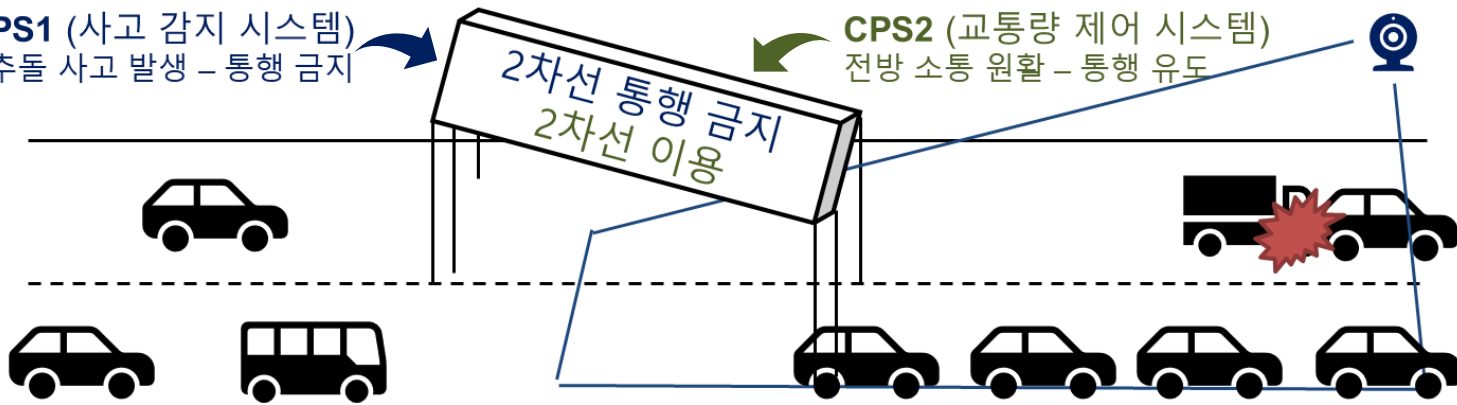 PS1 (사고 감지 시스템)
추돌 사고 발생 – 통행 금지
2차선 통행 금지
2차선 이용
CPS2 (교통량 제어 시스템)
전방 소통 원활 – 통행 유도